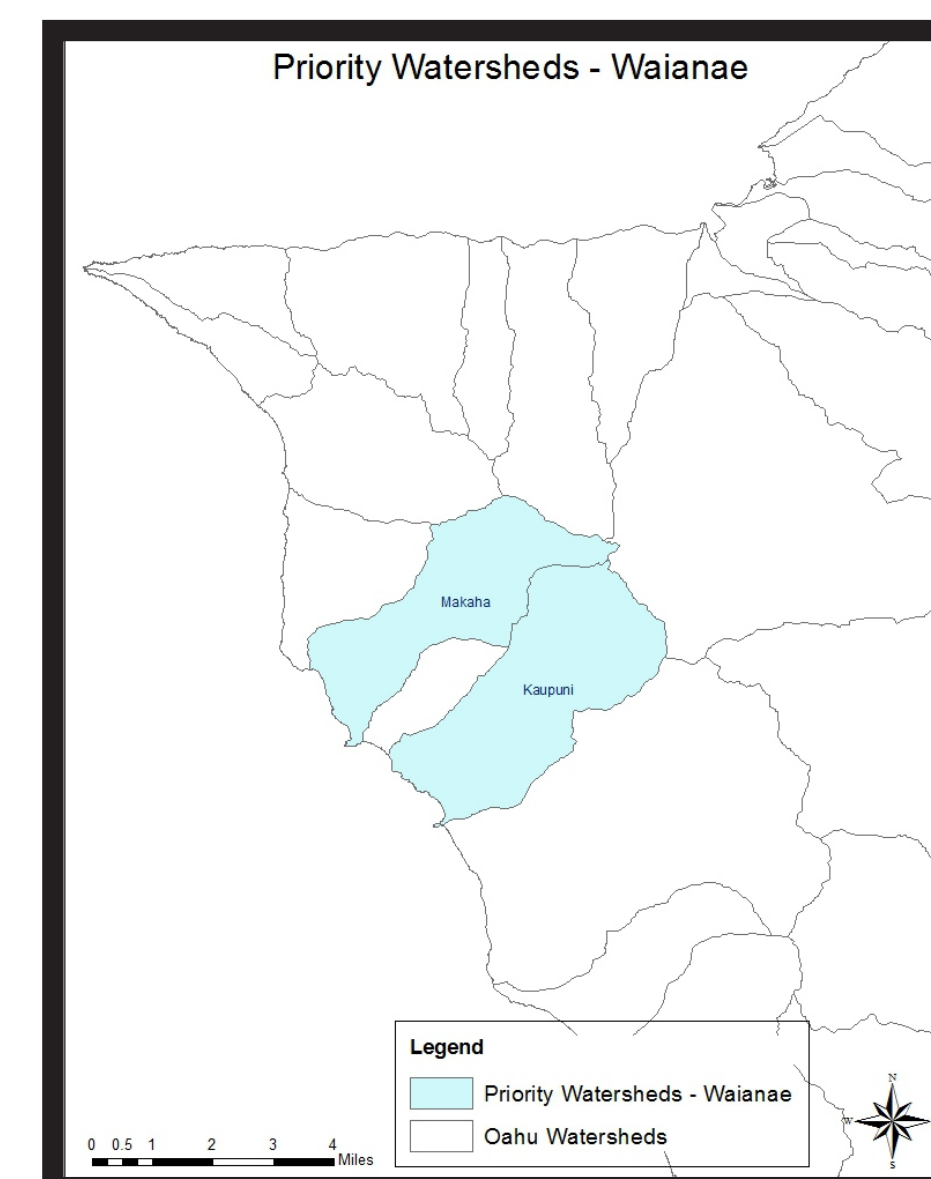 Priority Watersheds - Waianae
Makaha
Kaupuni
Legend
Priority Watersheds - Waianae
Oahu Watersheds
0 0.5 1 2 3 4
Miles
N
W
S